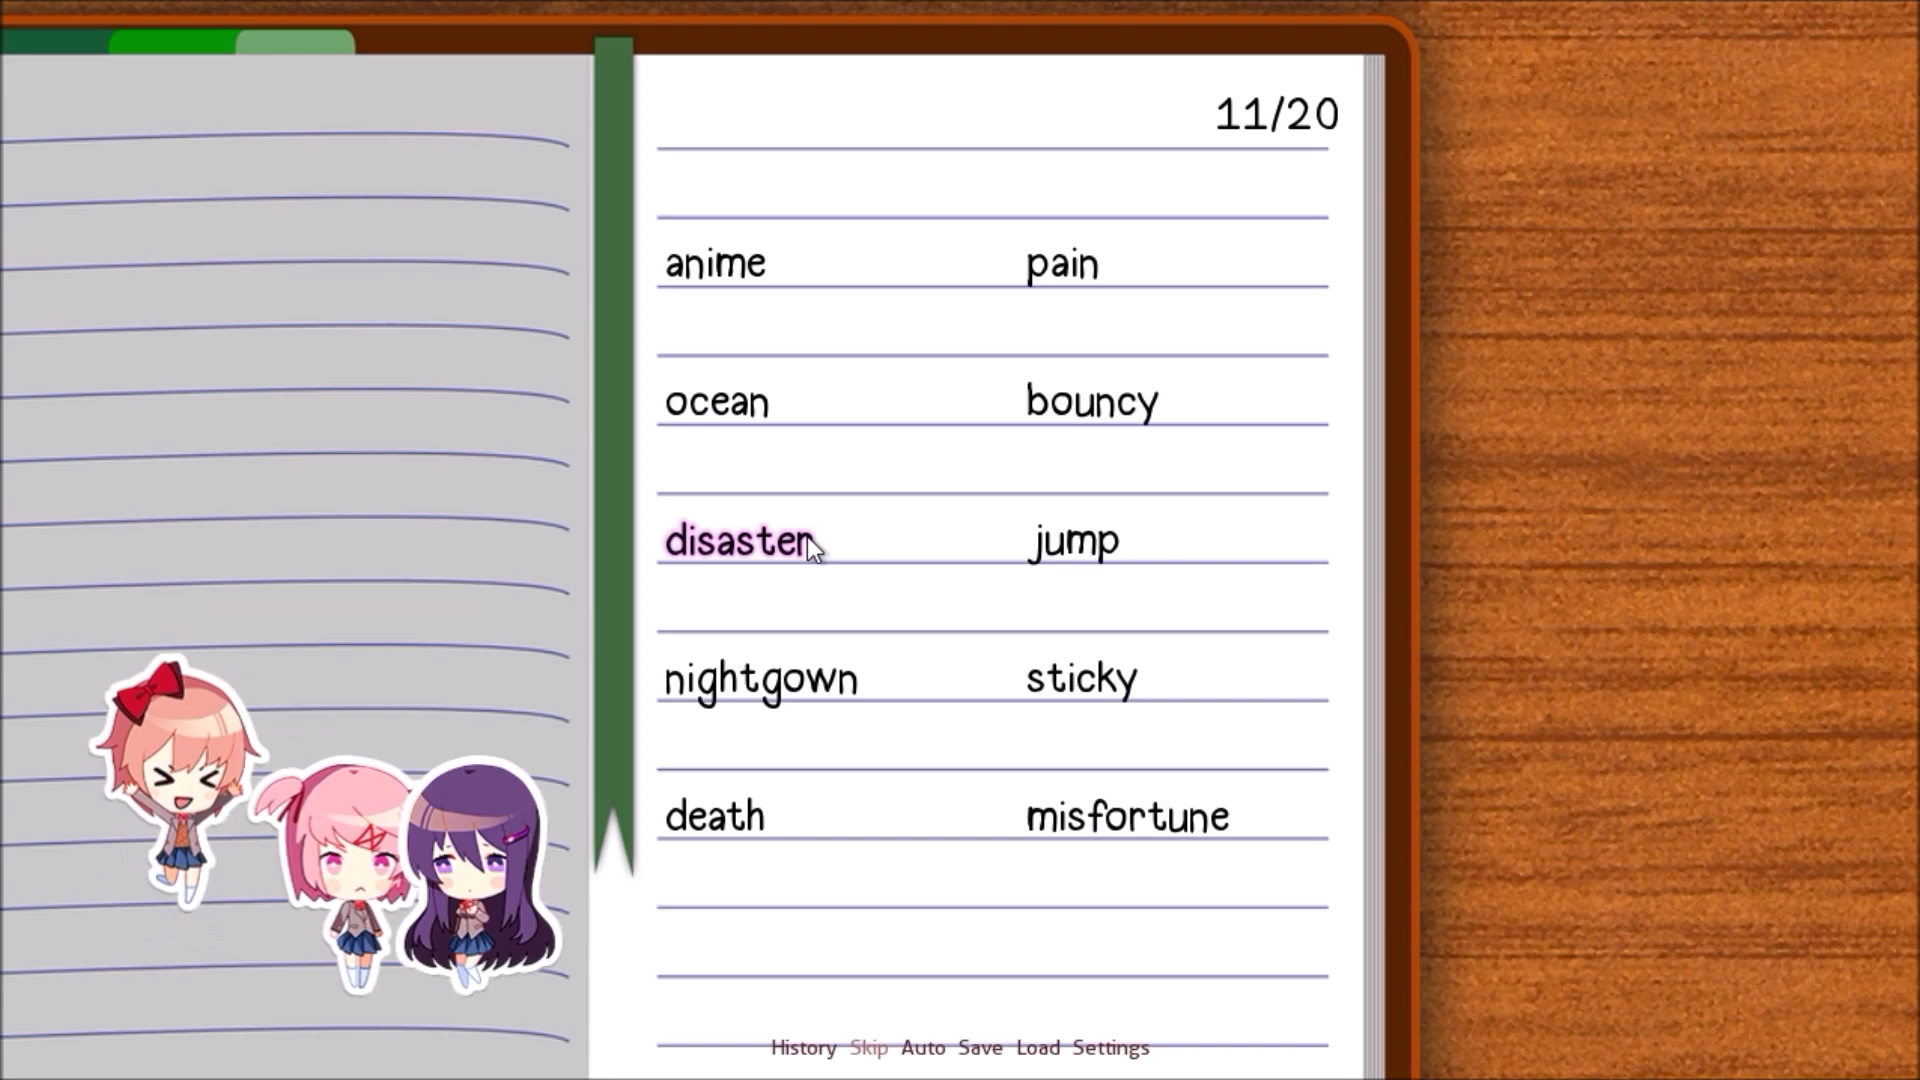 11/20
anime pain
ocean bouncy
disaster jump
nightgown sticky
death misfortune
History Skip Auto Save Load Settings